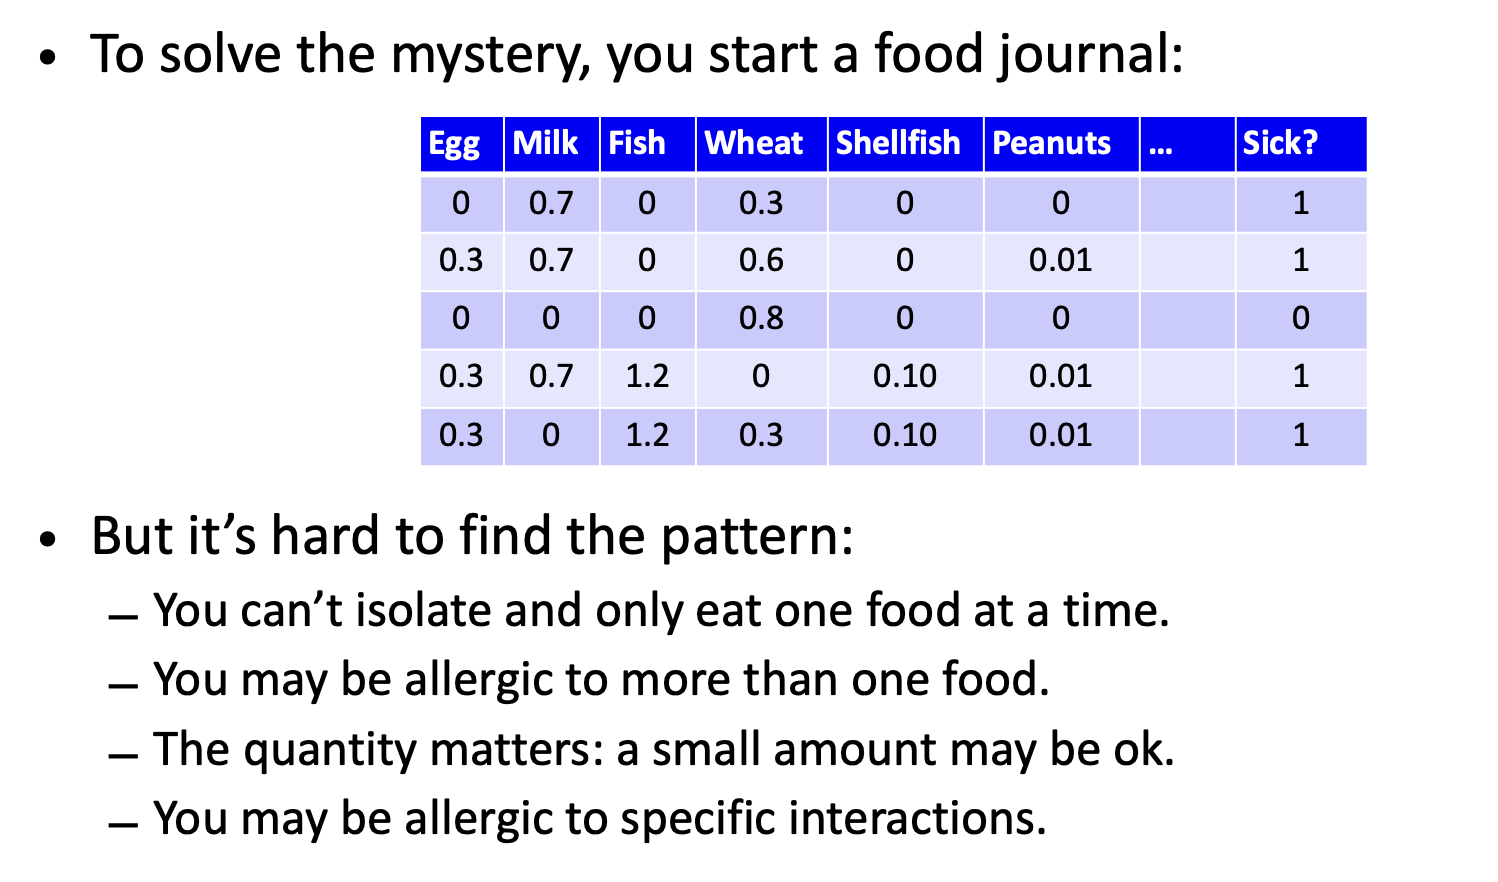 • To solve the mystery, you start a food journal:
Egg Milk Fish Wheat Shellfish Peanuts ... Sick?
0 0.7 0 0.3 0 0 1
0.3 0.7 0 0.6 0 0.01 1
0 0 0 0.8 0 0 0
0.3 0.7 1.2 0 0.10 0.01 1
0.3 0 1.2 0.3 0.10 0.01 1
• But it’s hard to find the pattern:
– You can’t isolate and only eat one food at a time.
– You may be allergic to more than one food.
– The quantity matters: a small amount may be ok.
– You may be allergic to specific interactions.